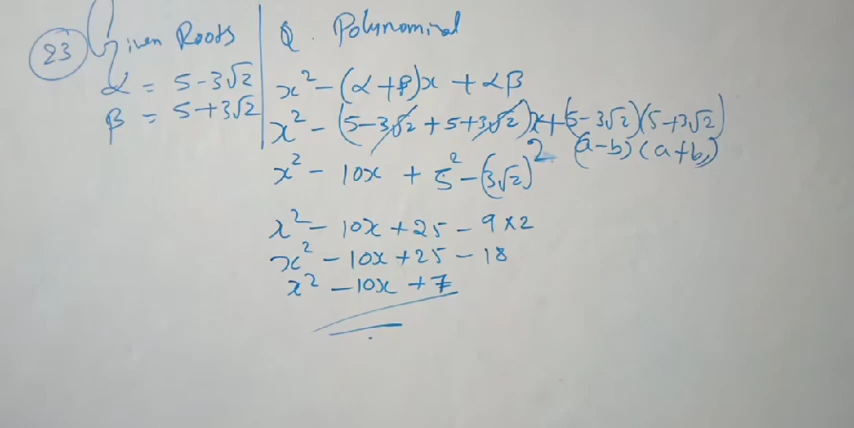 23 Given Roots Q. Polynominal
α = 5-3√2 x² - (α+β)x + αβ
β = 5+3√2 x² - (5-3√2+5+3√2)x+(5-3√2)(5+3√2)
(a-b)(a+b)
x² - 10x + 5² - (3√2)²
x² - 10x + 25 - 9×2
x² - 10x + 25 - 18
x² - 10x + 7